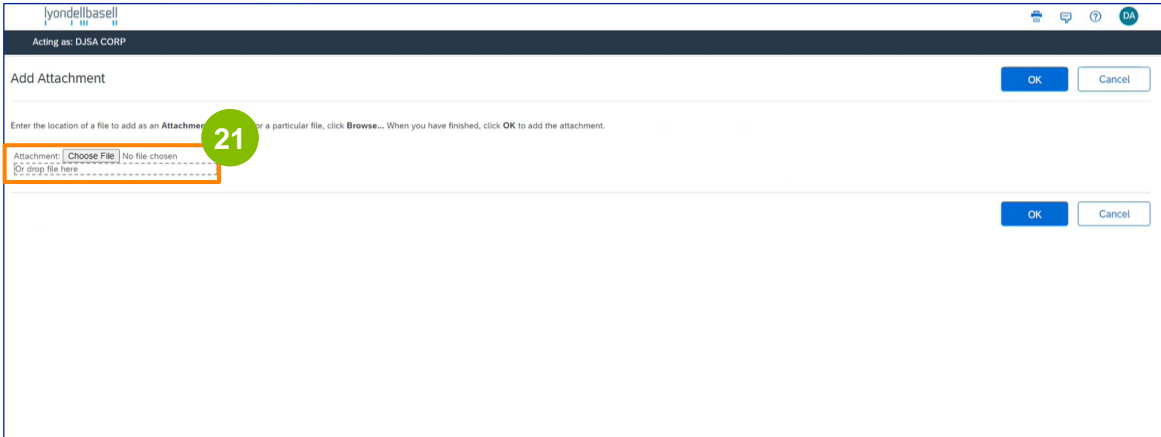 lyondellbasell
DA
Acting as: DJSA CORP
Add Attachment
OK
Cancel
Enter the location of a file to add as an Attachmen or a particular file, click Browse... When you have finished, click OK to add the attachment.
21
Attachment: Choose File No file chosen
Or drop file here
OK
Cancel